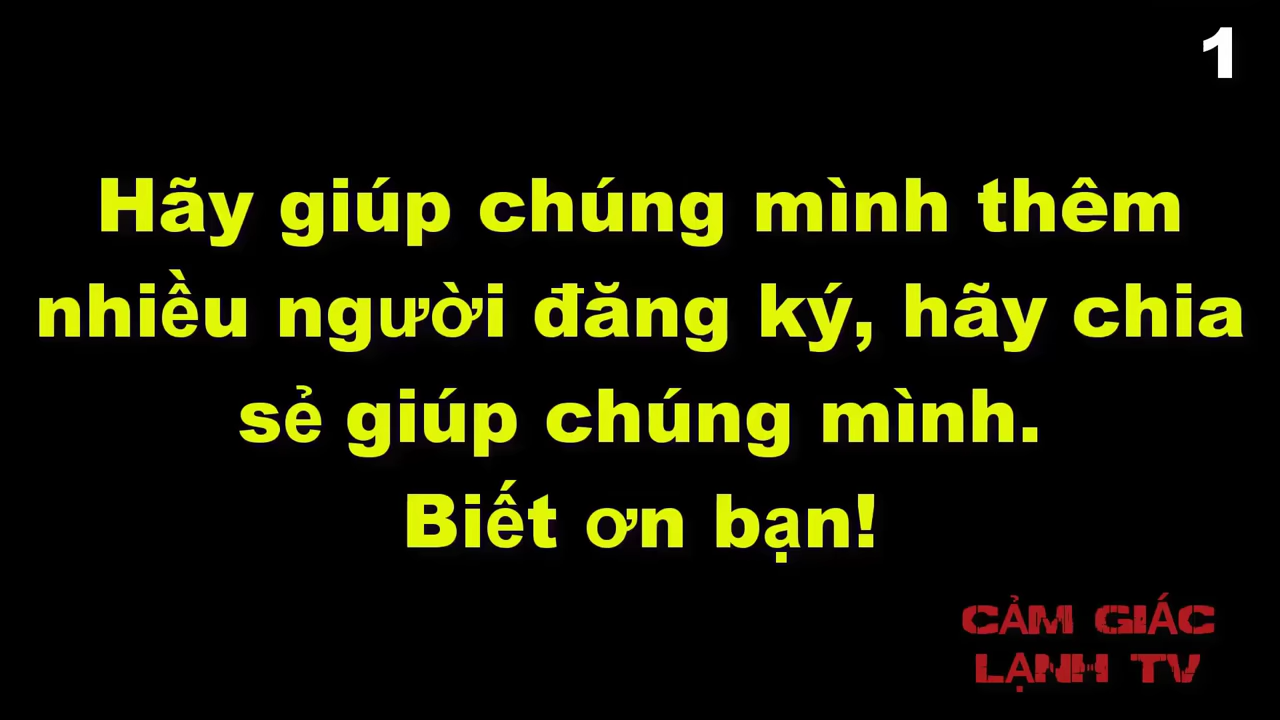 1
Hãy giúp chúng mình thêm
nhiều người đăng ký, hãy chia
sẻ giúp chúng mình.
Biết ơn bạn!
CẢM GIÁC
LẠNH TV